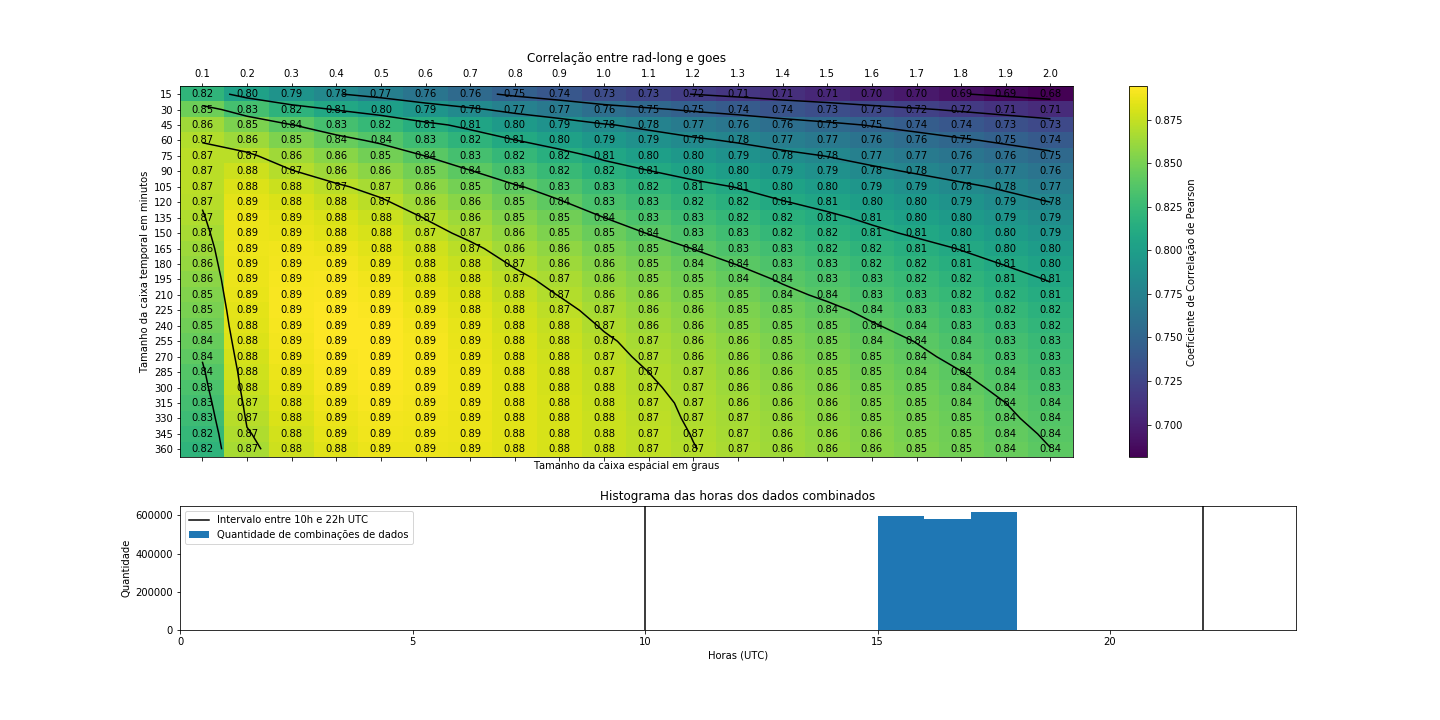 Correlação entre rad-long e goes
0.1 0.2 0.3 0.4 0.5 0.6 0.7 0.8 0.9 1.0 1.1 1.2 1.3 1.4 1.5 1.6 1.7 1.8 1.9 2.0
15 0.82 0.80 0.79 0.78 0.77 0.76 0.76 0.75 0.74 0.73 0.73 0.72 0.71 0.71 0.71 0.70 0.70 0.69 0.69 0.68
30 0.85 0.83 0.82 0.81 0.80 0.79 0.78 0.77 0.77 0.76 0.75 0.75 0.74 0.74 0.73 0.73 0.72 0.72 0.71 0.71
45 0.86 0.85 0.84 0.83 0.82 0.81 0.81 0.80 0.79 0.78 0.78 0.77 0.76 0.76 0.75 0.75 0.74 0.74 0.73 0.73
60 0.87 0.86 0.85 0.84 0.84 0.83 0.82 0.81 0.80 0.79 0.79 0.78 0.78 0.77 0.77 0.76 0.76 0.75 0.75 0.74
75 0.87 0.87 0.86 0.86 0.85 0.84 0.83 0.82 0.82 0.81 0.80 0.80 0.79 0.78 0.78 0.77 0.77 0.76 0.76 0.75
90 0.87 0.88 0.87 0.86 0.86 0.85 0.84 0.83 0.82 0.82 0.81 0.80 0.80 0.79 0.79 0.78 0.78 0.77 0.77 0.76
105 0.87 0.88 0.88 0.87 0.87 0.86 0.85 0.84 0.83 0.83 0.82 0.81 0.81 0.80 0.80 0.79 0.79 0.78 0.78 0.77
120 0.87 0.89 0.88 0.88 0.87 0.86 0.86 0.85 0.84 0.83 0.83 0.82 0.82 0.81 0.81 0.80 0.80 0.79 0.79 0.78
135 0.87 0.89 0.89 0.88 0.88 0.87 0.86 0.85 0.85 0.84 0.83 0.83 0.82 0.82 0.81 0.81 0.80 0.80 0.79 0.79
150 0.87 0.89 0.89 0.88 0.88 0.87 0.87 0.86 0.85 0.85 0.84 0.83 0.83 0.82 0.82 0.81 0.81 0.80 0.80 0.79
165 0.86 0.89 0.89 0.89 0.88 0.88 0.87 0.86 0.86 0.85 0.85 0.84 0.83 0.83 0.82 0.82 0.81 0.81 0.80 0.80
180 0.86 0.89 0.89 0.89 0.89 0.88 0.87 0.87 0.86 0.86 0.85 0.84 0.84 0.83 0.83 0.82 0.82 0.81 0.81 0.80
195 0.86 0.89 0.89 0.89 0.89 0.88 0.88 0.87 0.87 0.86 0.85 0.85 0.84 0.84 0.83 0.83 0.82 0.82 0.81 0.81
210 0.85 0.89 0.89 0.89 0.89 0.89 0.88 0.88 0.87 0.86 0.86 0.85 0.85 0.84 0.84 0.83 0.83 0.82 0.82 0.81
225 0.85 0.89 0.89 0.89 0.89 0.89 0.88 0.88 0.87 0.87 0.86 0.86 0.85 0.85 0.84 0.84 0.83 0.83 0.82 0.82
240 0.85 0.88 0.89 0.89 0.89 0.89 0.88 0.88 0.88 0.87 0.87 0.86 0.86 0.85 0.85 0.84 0.84 0.83 0.83 0.82
255 0.84 0.88 0.89 0.89 0.89 0.89 0.89 0.88 0.88 0.87 0.87 0.86 0.86 0.85 0.85 0.84 0.84 0.84 0.83 0.83
270 0.84 0.88 0.89 0.89 0.89 0.89 0.89 0.88 0.88 0.87 0.87 0.86 0.86 0.86 0.85 0.85 0.84 0.84 0.83 0.83
285 0.84 0.88 0.89 0.89 0.89 0.89 0.89 0.88 0.88 0.87 0.87 0.87 0.86 0.86 0.85 0.85 0.84 0.84 0.84 0.83
300 0.83 0.88 0.89 0.89 0.89 0.89 0.89 0.88 0.88 0.88 0.87 0.87 0.86 0.86 0.85 0.85 0.85 0.84 0.84 0.83
315 0.83 0.87 0.88 0.89 0.89 0.89 0.89 0.88 0.88 0.88 0.87 0.87 0.86 0.86 0.86 0.85 0.85 0.84 0.84 0.84
330 0.83 0.87 0.88 0.89 0.89 0.89 0.89 0.88 0.88 0.88 0.87 0.87 0.87 0.86 0.86 0.85 0.85 0.85 0.84 0.84
345 0.82 0.87 0.88 0.89 0.89 0.89 0.89 0.88 0.88 0.88 0.87 0.87 0.87 0.86 0.86 0.86 0.85 0.85 0.84 0.84
360 0.82 0.87 0.88 0.89 0.89 0.89 0.89 0.88 0.88 0.88 0.87 0.87 0.87 0.86 0.86 0.86 0.85 0.85 0.84 0.84
Tamanho da caixa temporal em minutos
Tamanho da caixa espacial em graus
0.875
0.850
0.825
0.800
0.775
0.750
0.725
0.700
Coeficiente de Correlação de Pearson
Histograma das horas dos dados combinados
Intervalo entre 10h e 22h UTC
Quantidade de combinações de dados
600000
400000
200000
0
Quantidade
0 5 10 15 20
Horas (UTC)